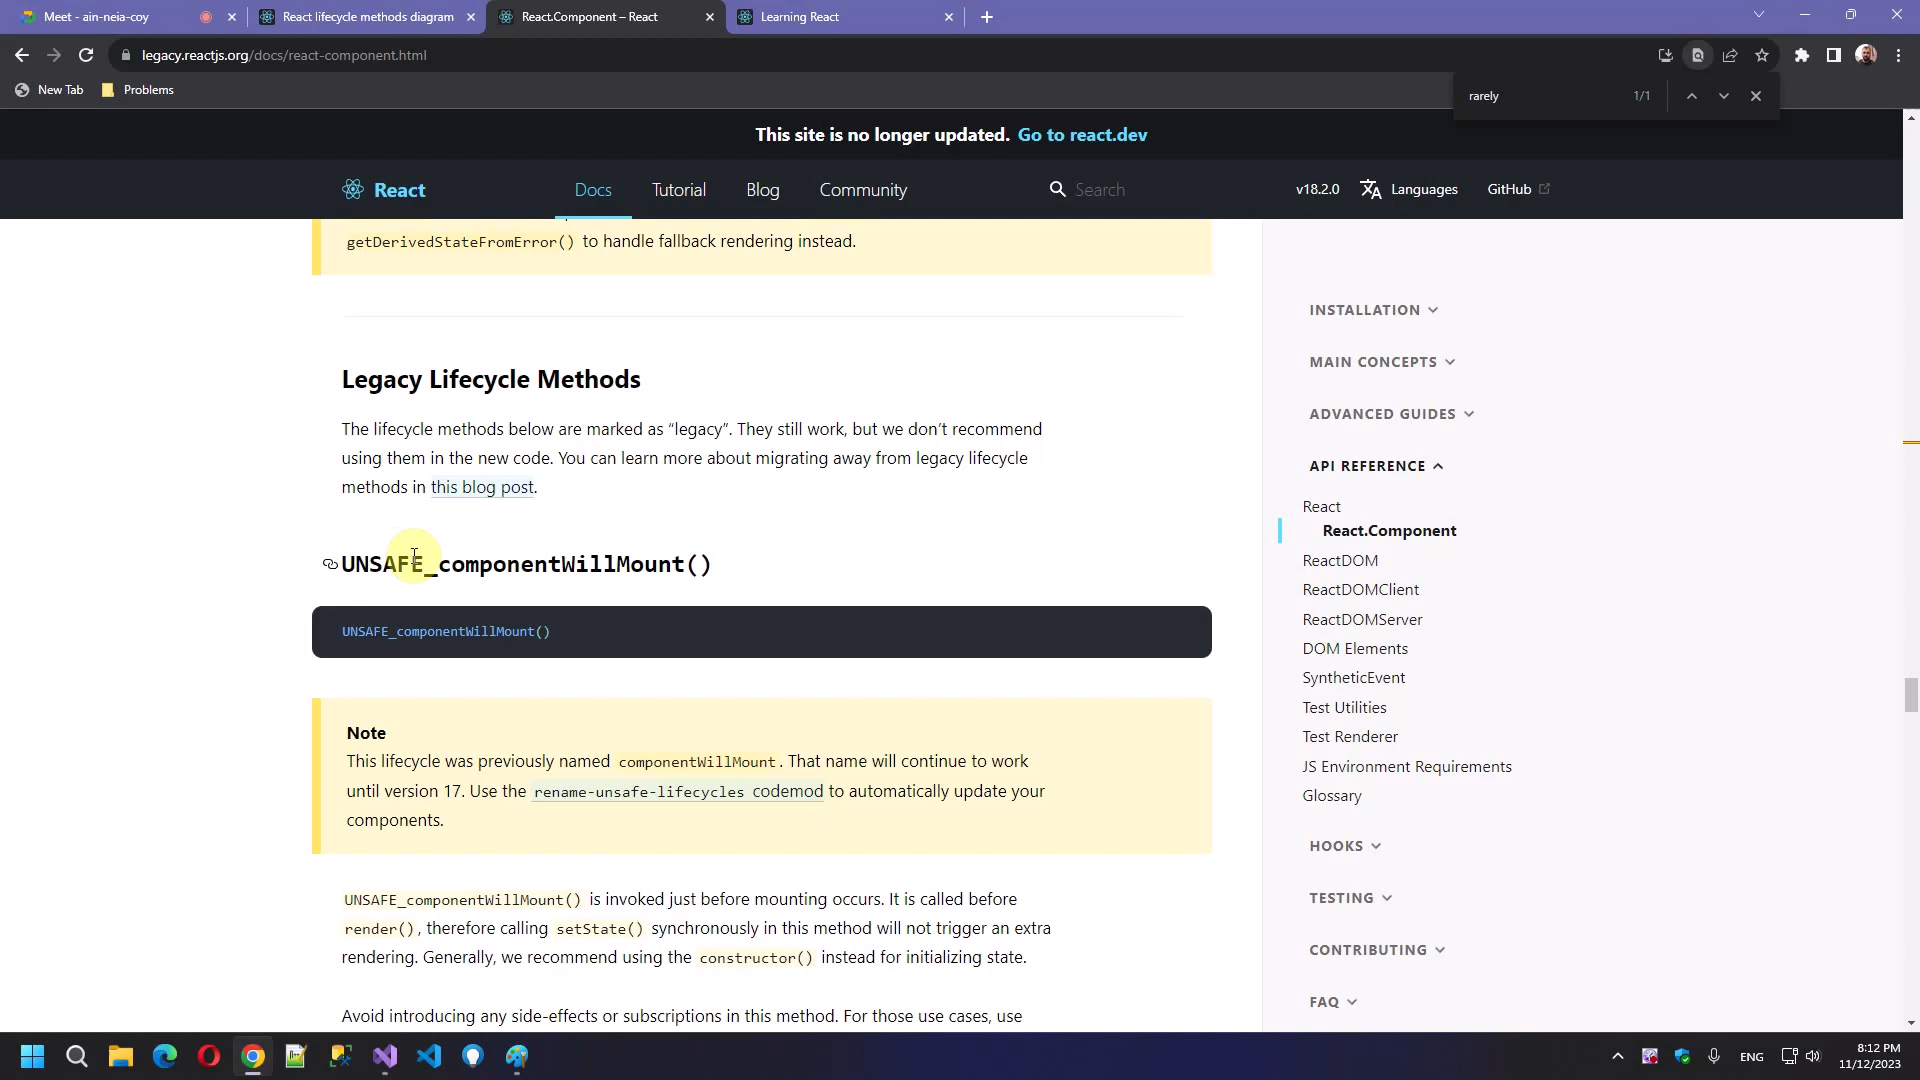 Meet - ain-neia-coy
React lifecycle methods diagram
React.Component – React
Learning React
legacy.reactjs.org/docs/react-component.html
New Tab
Problems
rarely
1/1
This site is no longer updated. Go to react.dev
React
Docs
Tutorial
Blog
Community
Search
v18.2.0
Languages
GitHub
getDerivedStateFromError() to handle fallback rendering instead.
Legacy Lifecycle Methods
The lifecycle methods below are marked as “legacy”. They still work, but we don’t recommend
using them in the new code. You can learn more about migrating away from legacy lifecycle
methods in this blog post.
UNSAFE_componentWillMount()
UNSAFE_componentWillMount()
Note
This lifecycle was previously named componentWillMount. That name will continue to work
until version 17. Use the rename-unsafe-lifecycles codemod to automatically update your
components.
UNSAFE_componentWillMount() is invoked just before mounting occurs. It is called before
render(), therefore calling setState() synchronously in this method will not trigger an extra
rendering. Generally, we recommend using the constructor() instead for initializing state.
Avoid introducing any side-effects or subscriptions in this method. For those use cases, use
INSTALLATION
MAIN CONCEPTS
ADVANCED GUIDES
API REFERENCE
React
React.Component
ReactDOM
ReactDOMClient
ReactDOMServer
DOM Elements
SyntheticEvent
Test Utilities
Test Renderer
JS Environment Requirements
Glossary
HOOKS
TESTING
CONTRIBUTING
FAQ
ENG
8:12 PM
11/12/2023